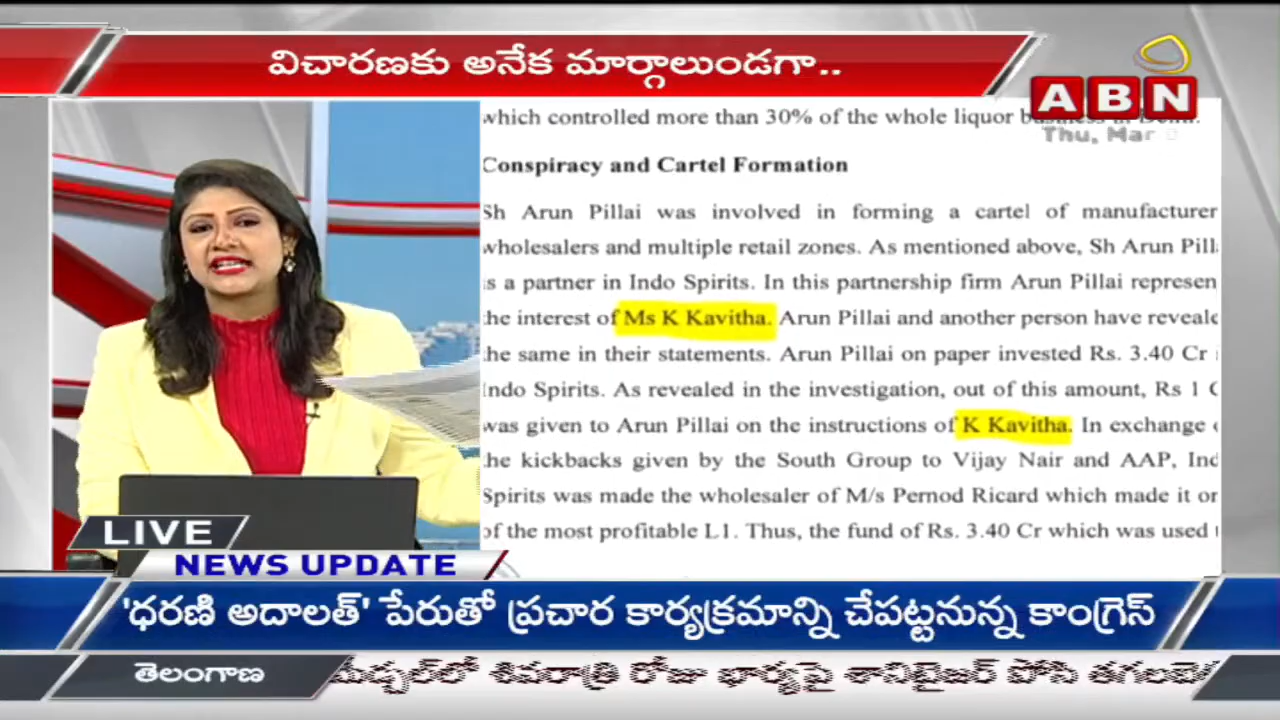 విచారణకు అనేక మార్గాలుండగా..
ABN
Thu, Mar
which controlled more than 30% of the whole liquor
Conspiracy and Cartel Formation
Sh Arun Pillai was involved in forming a cartel of manufacturer
wholesalers and multiple retail zones. As mentioned above, Sh Arun Pill
is a partner in Indo Spirits. In this partnership firm Arun Pillai represen
the interest of Ms K Kavitha. Arun Pillai and another person have reveale
the same in their statements. Arun Pillai on paper invested Rs. 3.40 Cr
Indo Spirits. As revealed in the investigation, out of this amount, Rs 1 C
was given to Arun Pillai on the instructions of K Kavitha. In exchange
the kickbacks given by the South Group to Vijay Nair and AAP, Ind
Spirits was made the wholesaler of M/s Pernod Ricard which made it or
of the most profitable L1. Thus, the fund of Rs. 3.40 Cr which was used
LIVE
NEWS UPDATE
'ధరణి అదాలత్' పేరుతో ప్రచార కార్యక్రమాన్ని చేపట్టనున్న కాంగ్రెస్
తెలంగాణ
రోజు భార్యపై శానిటైజర్ పోసి